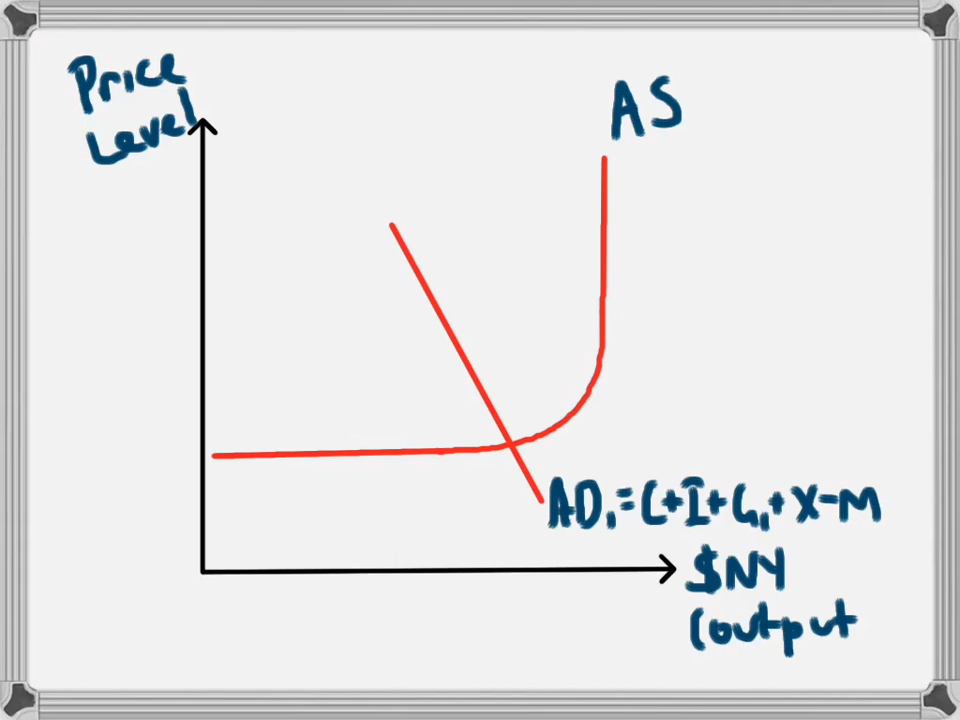 Price
Level
AS
AD₁=C+I+G₁+X-M
$NY
(output